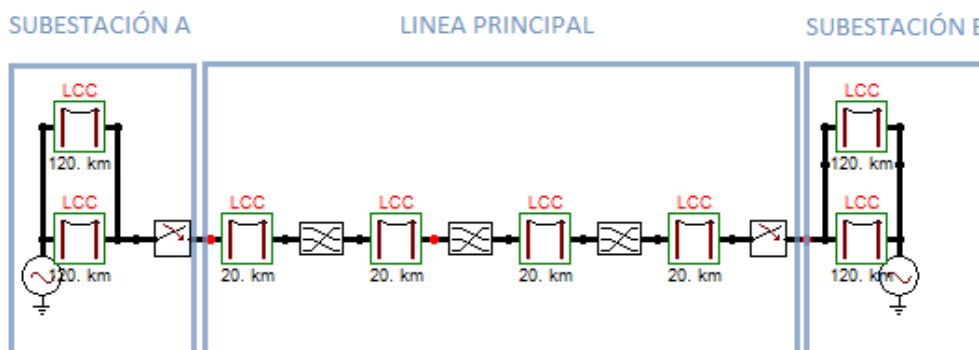 SUBESTACIÓN A
LINEA PRINCIPAL
SUBESTACIÓN B
LCC
120. km
LCC
120. km
LCC
120. km
LCC
20. km
LCC
20. km
LCC
20. km
LCC
20. km
LCC
120. km